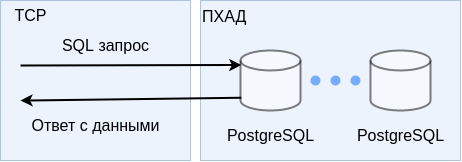 ТСР
ПХАД
SQL запрос
Ответ с данными
PostgreSQL
PostgreSQL